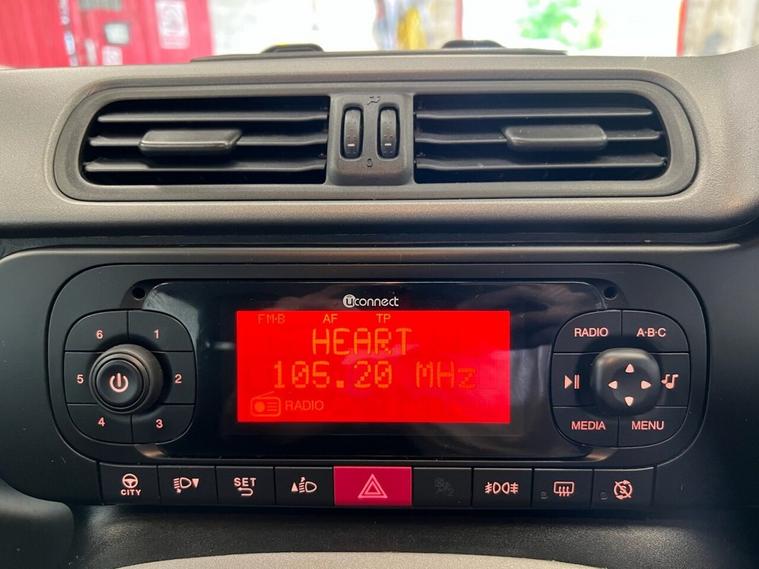 uconnect
FM-B AF TP
HEART
105.20 MHz
RADIO
6 1
5 2
4 3
RADIO A·B·C
MEDIA MENU
CITY
SET